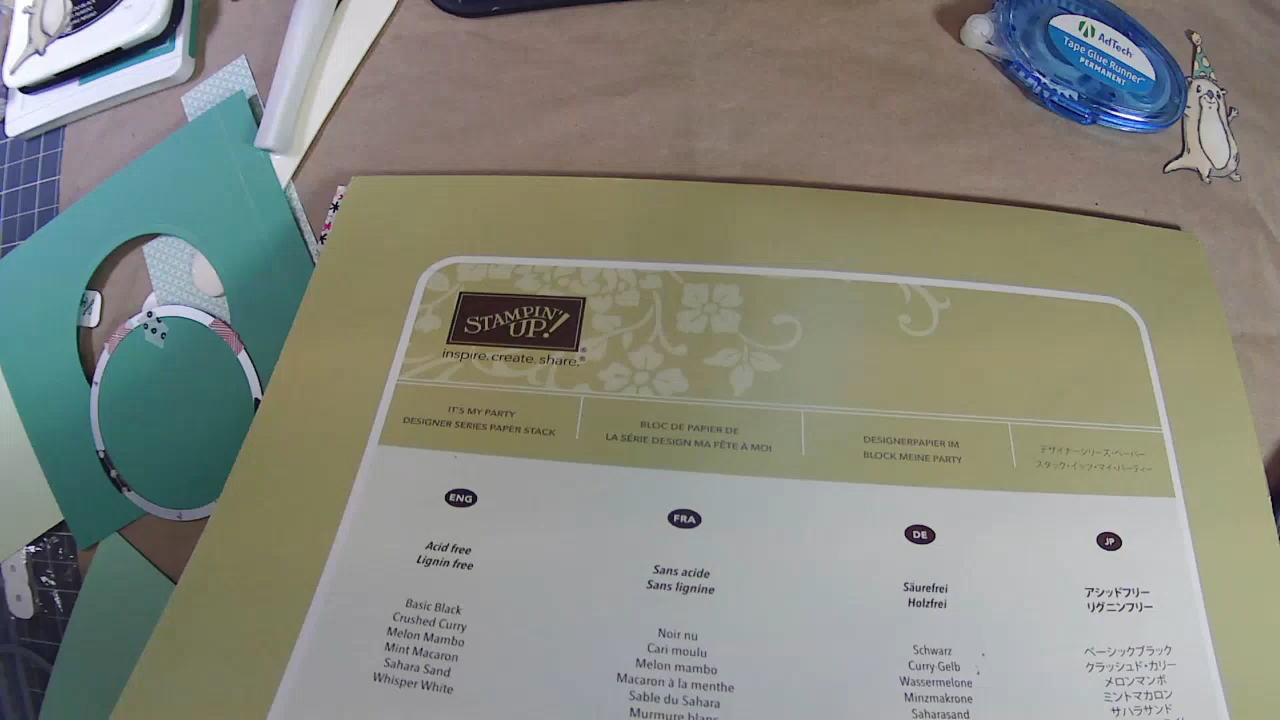 AdTech
Tape Glue Runner
PERMANENT
STAMPIN' UP!
inspire. create. share.
IT'S MY PARTY
DESIGNER SERIES PAPER STACK
BLOC DE PAPIER DE
LA SÉRIE DESIGN MA FÊTE À MOI
DESIGNERPAPIER IM
BLOCK MEINE PARTY
デザイナーシリーズ・ペーパー
スタック・イッツ・マイ・パーティー
ENG
Acid free
Lignin free
Basic Black
Crushed Curry
Melon Mambo
Mint Macaron
Sahara Sand
Whisper White
FRA
Sans acide
Sans lignine
Noir nu
Cari moulu
Melon mambo
Macaron à la menthe
Sable du Sahara
Murmure blanc
DE
Säurefrei
Holzfrei
Schwarz
Curry-Gelb
Wassermelone
Minzmakrone
Saharasand
JP
アシッドフリー
リグニンフリー
ベーシックブラック
クラッシュド・カリー
メロンマンボ
ミントマカロン
サハラサンド